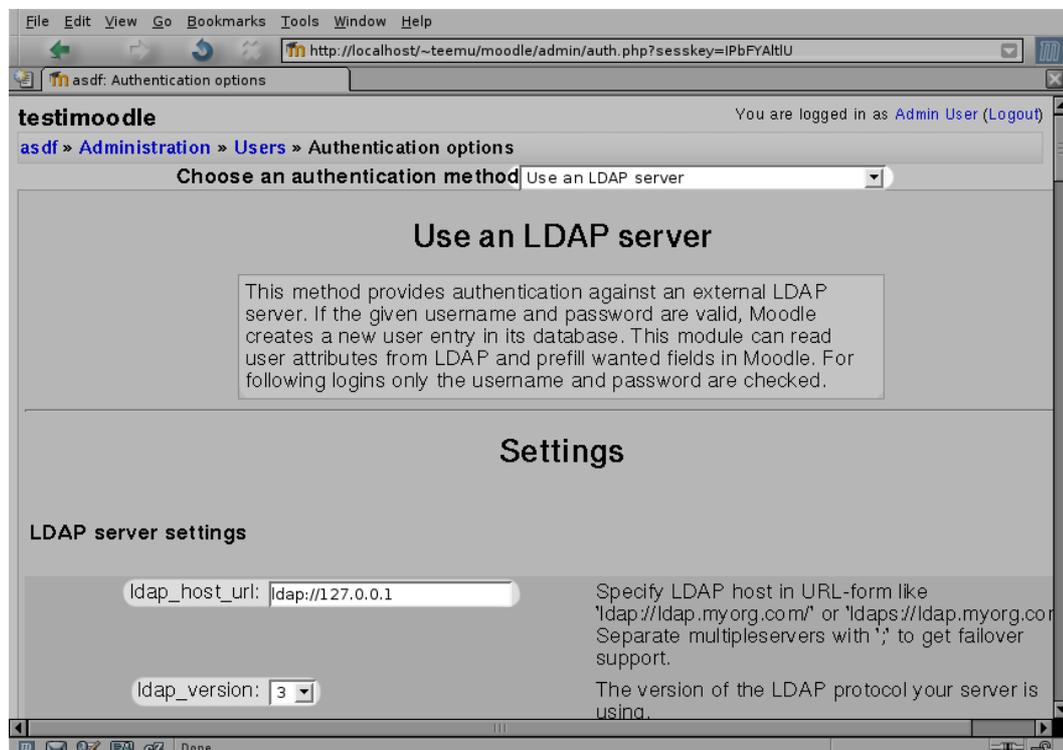 File Edit View Go Bookmarks Tools Window Help
http://localhost/~teemu/moodle/admin/auth.php?sesskey=IPbFYAltlU
asdf: Authentication options
testimoodle
You are logged in as Admin User (Logout)
asdf » Administration » Users » Authentication options
Choose an authentication method Use an LDAP server
Use an LDAP server
This method provides authentication against an external LDAP
server. If the given username and password are valid, Moodle
creates a new user entry in its database. This module can read
user attributes from LDAP and prefill wanted fields in Moodle. For
following logins only the username and password are checked.
Settings
LDAP server settings
ldap_host_url: ldap://127.0.0.1
Specify LDAP host in URL-form like
'ldap://ldap.myorg.com/' or 'ldaps://ldap.myorg.cor
Separate multipleservers with ';' to get failover
support.
ldap_version: 3
The version of the LDAP protocol your server is
using.
Done